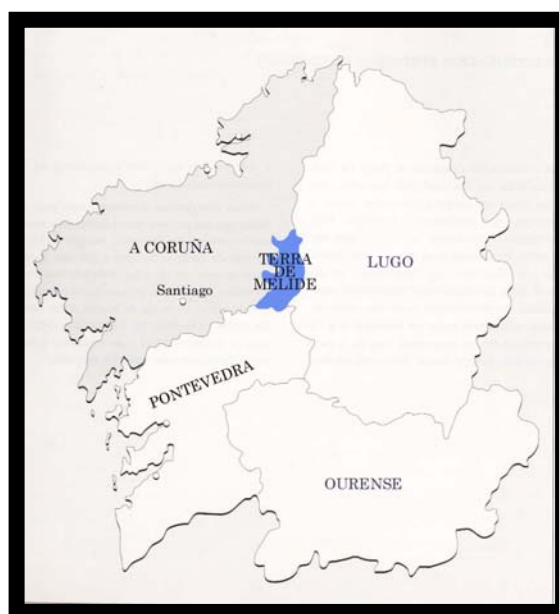 A CORUÑA
TERRA
DE
MELIDE
LUGO
Santiago
PONTEVEDRA
OURENSE